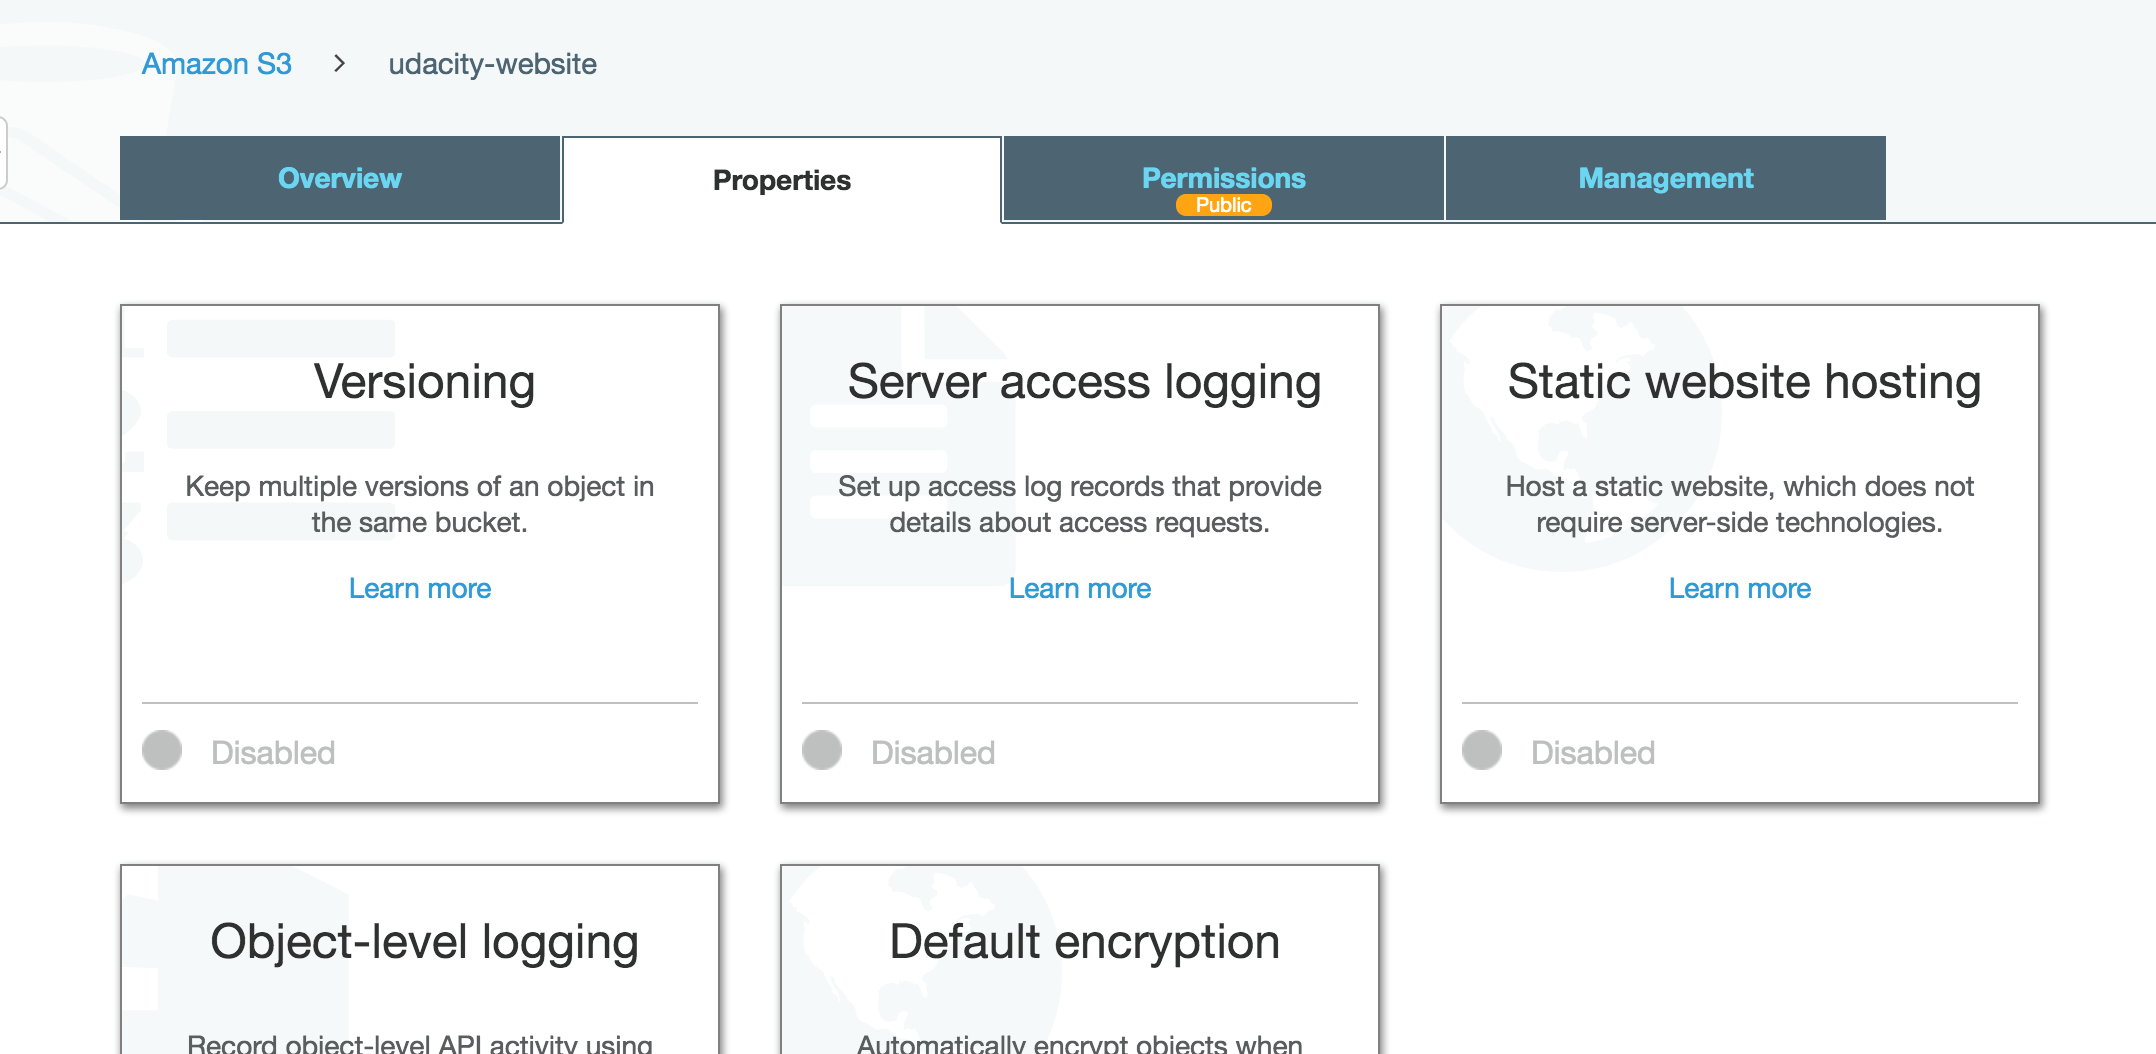 Amazon S3 > udacity-website
Overview
Properties
Permissions
Public
Management
Versioning
Keep multiple versions of an object in
the same bucket.
Learn more
Disabled
Server access logging
Set up access log records that provide
details about access requests.
Learn more
Disabled
Static website hosting
Host a static website, which does not
require server-side technologies.
Learn more
Disabled
Object-level logging
Record object-level API activity using
Default encryption
Automatically encrypt objects when